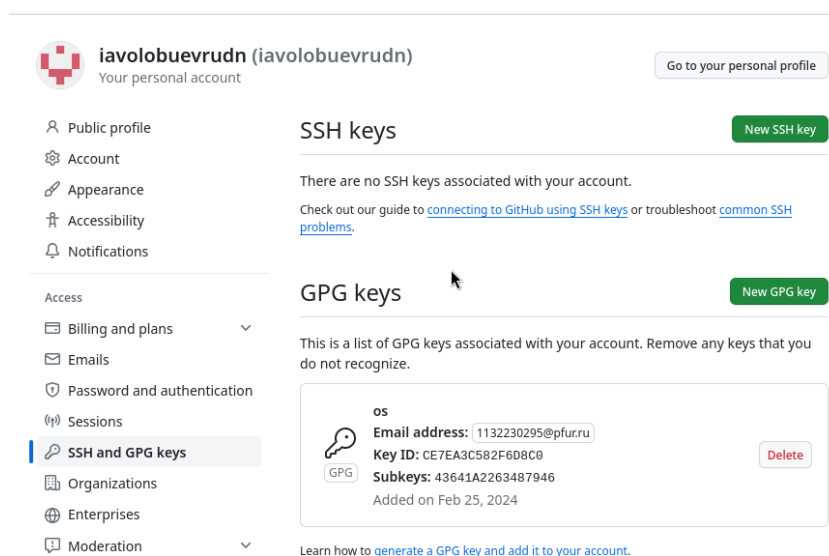 iavolobuevrudn (iavolobuevrudn)
Your personal account
Go to your personal profile
Public profile
Account
Appearance
Accessibility
Notifications
Access
Billing and plans
Emails
Password and authentication
Sessions
SSH and GPG keys
Organizations
Enterprises
Moderation
SSH keys
New SSH key
There are no SSH keys associated with your account.
Check out our guide to connecting to GitHub using SSH keys or troubleshoot common SSH
problems.
GPG keys
New GPG key
This is a list of GPG keys associated with your account. Remove any keys that you
do not recognize.
GPG
os
Email address: 1132230295@pfur.ru
Key ID: CE7EA3C582F6D8C0
Subkeys: 43641A2263487946
Added on Feb 25, 2024
Delete
Learn how to generate a GPG key and add it to your account.